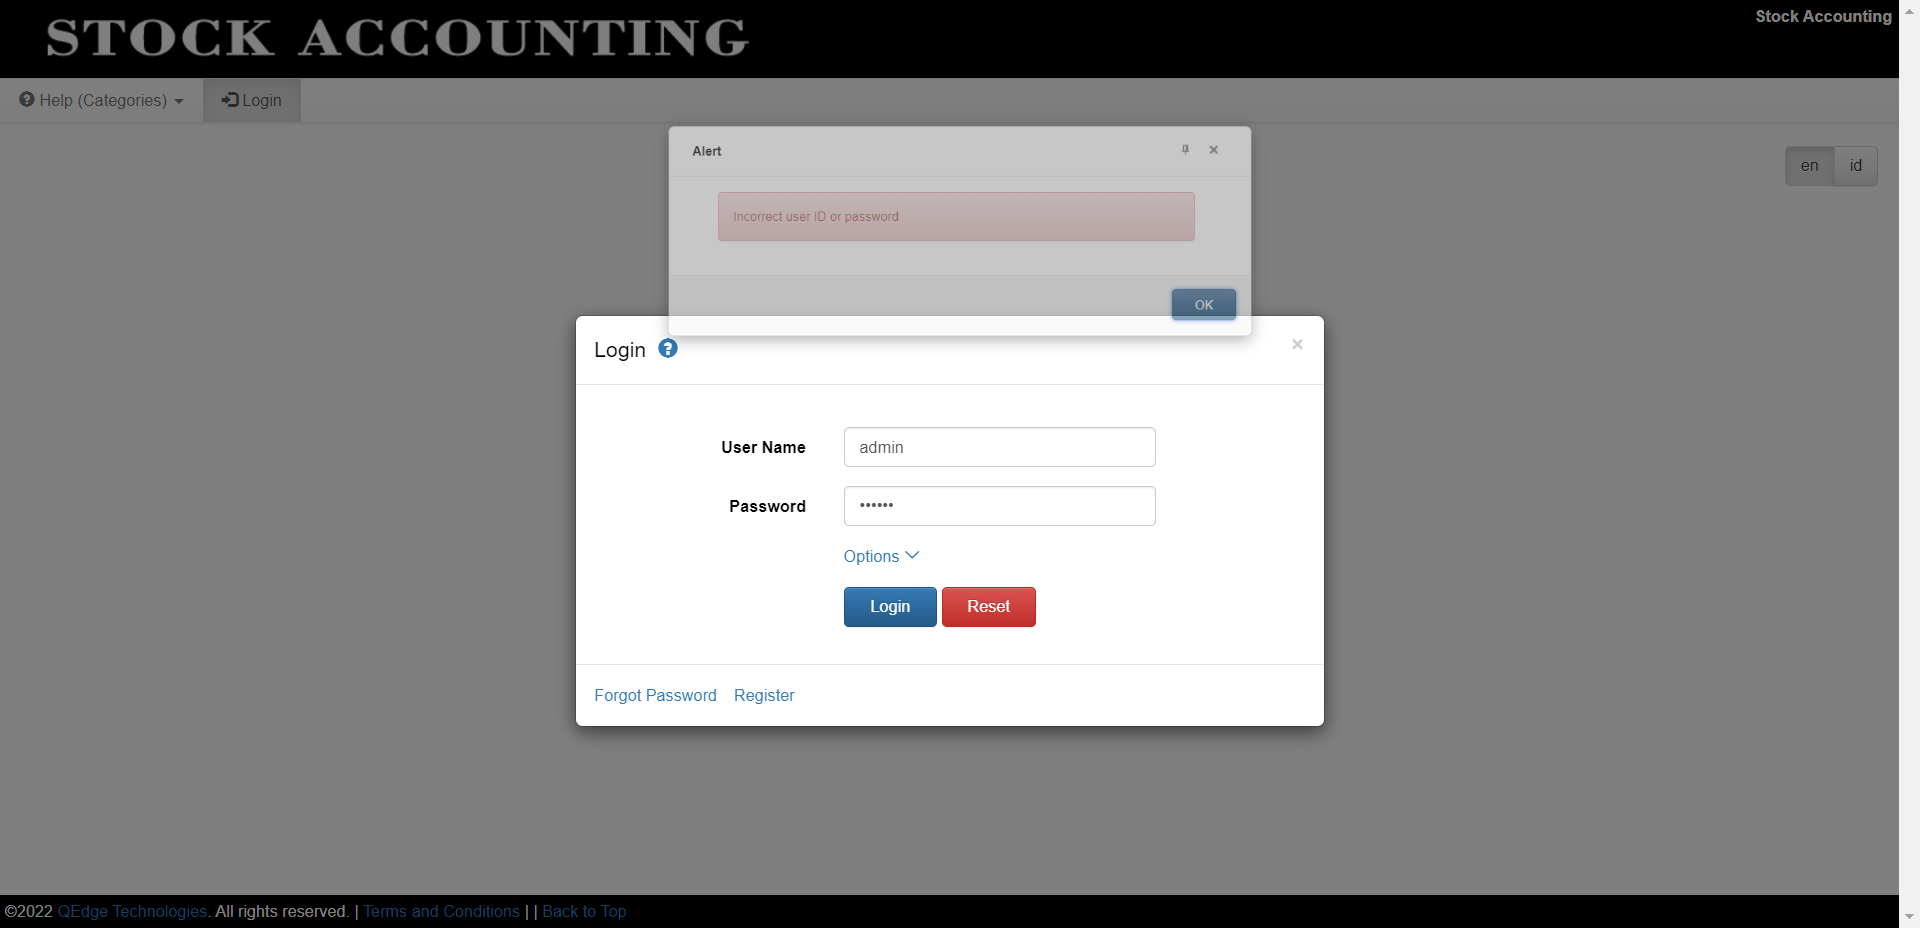 STOCK ACCOUNTING
Stock Accounting
Help (Categories)
Login
en
id
Alert
Incorrect user ID or password
OK
Login
User Name
admin
Password
••••••
Options
Login
Reset
Forgot Password
Register
©2022 QEdge Technologies. All rights reserved. | Terms and Conditions | | Back to Top